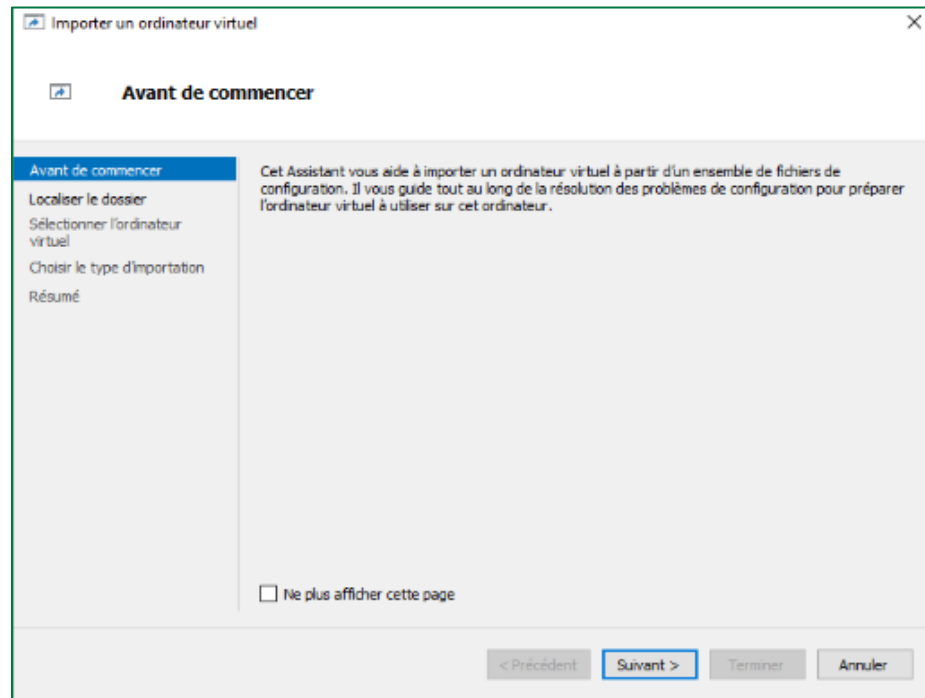 Importer un ordinateur virtuel
Avant de commencer
Avant de commencer
Localiser le dossier
Sélectionner l'ordinateur
virtuel
Choisir le type d'importation
Résumé
Cet Assistant vous aide à importer un ordinateur virtuel à partir d'un ensemble de fichiers de
configuration. Il vous guide tout au long de la résolution des problèmes de configuration pour préparer
l'ordinateur virtuel à utiliser sur cet ordinateur.
Ne plus afficher cette page
< Précédent Suivant > Terminer Annuler